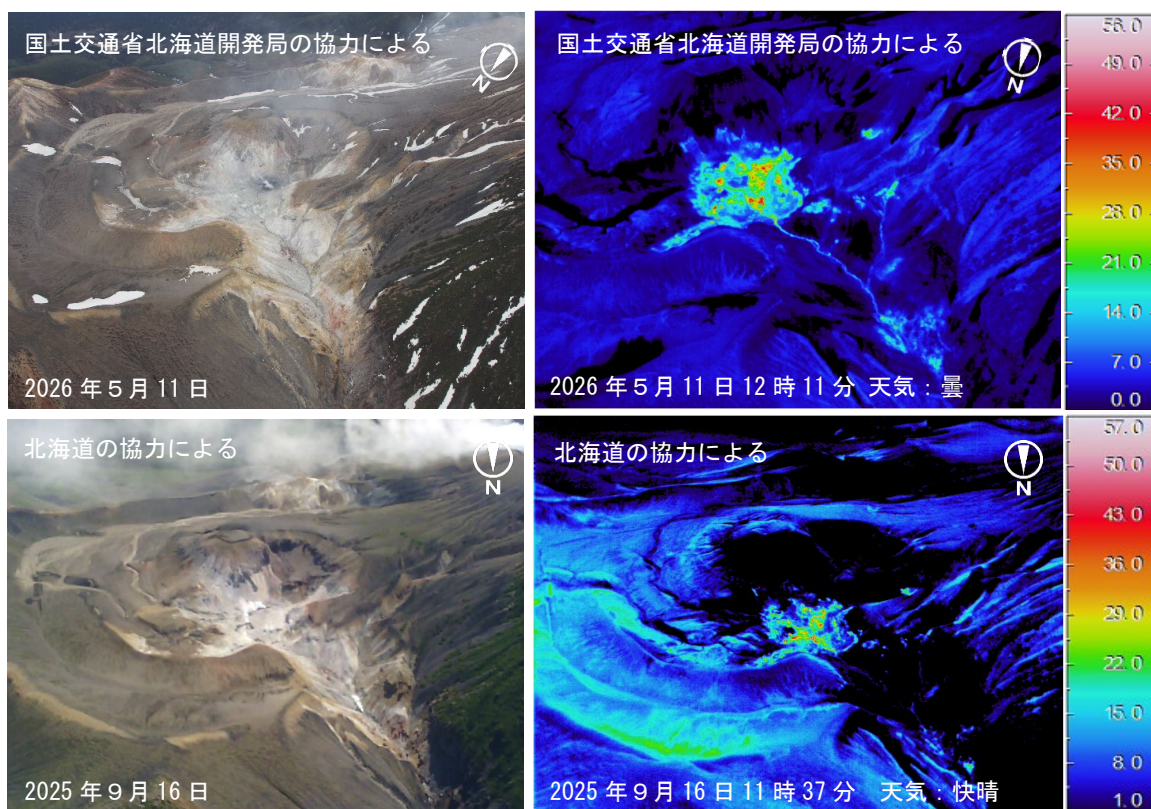 国土交通省北海道開発局の協力による
N
2026年５月11日
国土交通省北海道開発局の協力による
N
2026年５月11日12時11分 天気：曇
56.0
49.0
42.0
35.0
28.0
21.0
14.0
7.0
0.0
北海道の協力による
N
2025年９月16日
北海道の協力による
N
2025年９月16日11時37分 天気：快晴
57.0
50.0
43.0
36.0
29.0
22.0
15.0
8.0
1.0